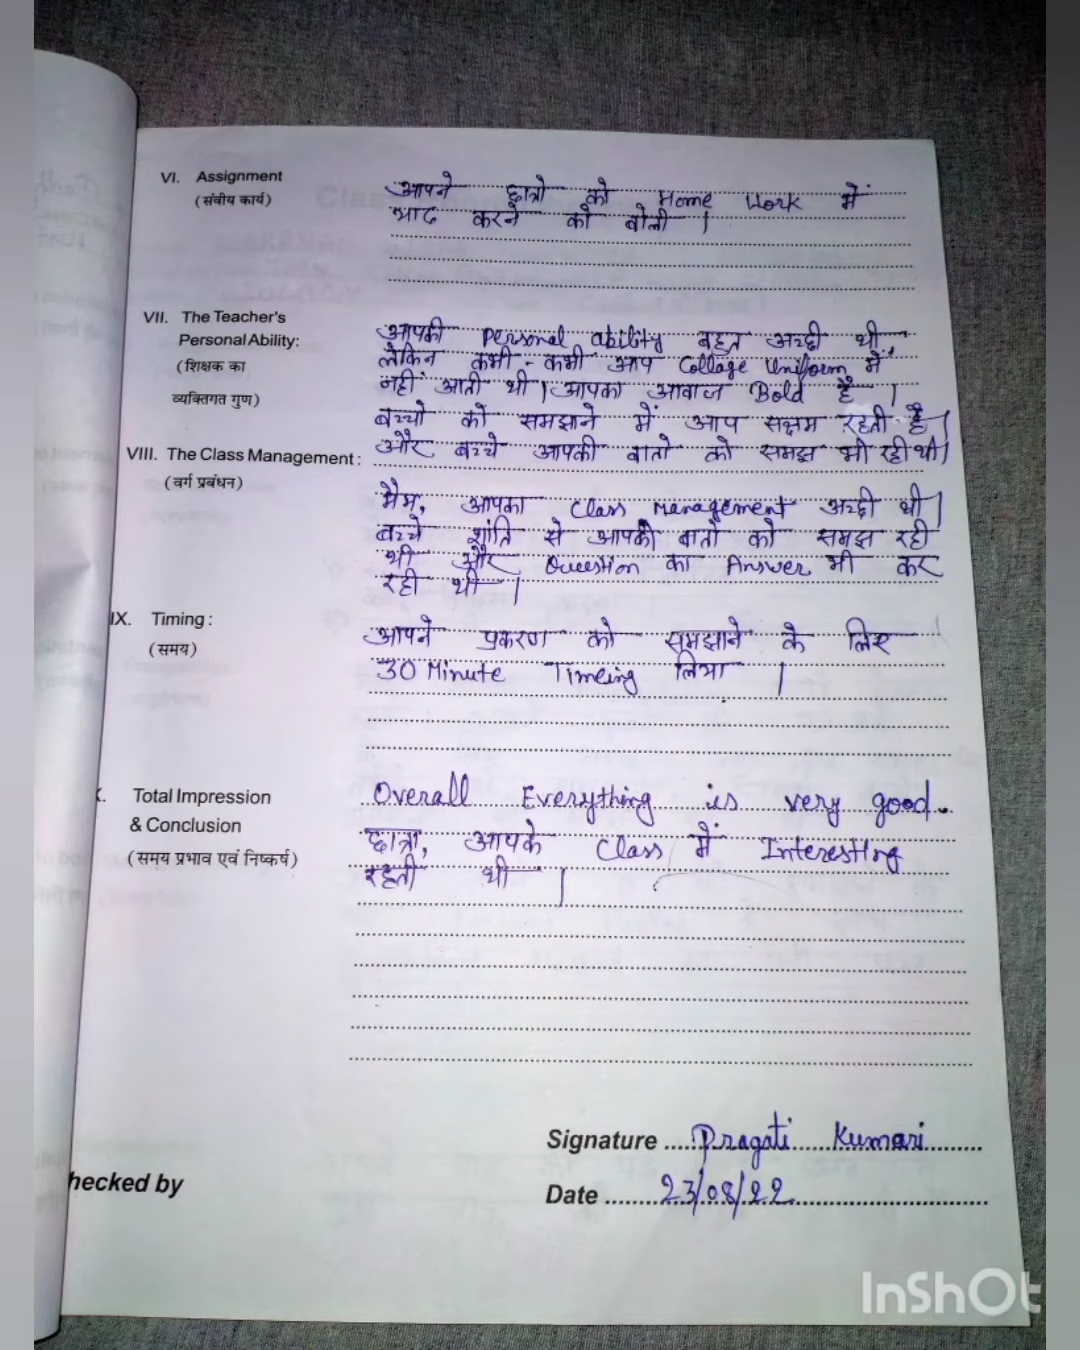 VI. Assignment
(संवीय कार्य)
आपने छात्रो को Home Work में
याद करने को बोली |
VII. The Teacher's
Personal Ability:
(शिक्षक का
व्यक्तिगत गुण)
आपकी Personal ability बहुत अच्छी थी
लेकिन कभी - कभी आप Collage Uniform में
नहीं आती थी | आपका आवाज Bold है |
बच्चो को समझाने में आप सक्षम रहती है |
और बच्चे आपकी बातो को समझ भी रही थी |
VIII. The Class Management:
(वर्ग प्रबंधन)
मैम, आपका Class Management अच्छी थी |
बच्चे शांति से आपकी बातो को समझ रही
थी और Question का Answer भी कर
रही थी |
IX. Timing:
(समय)
आपने प्रकरण को समझाने के लिए
30 Minute Timeing लिया |
X. Total Impression
& Conclusion
(समय प्रभाव एवं निष्कर्ष)
Overall Everything is very good..
छात्रा, आपके Class में Interesting
रहती थी |
Signature Pragati Kumari
hecked by
Date 23/08/22
InShOt